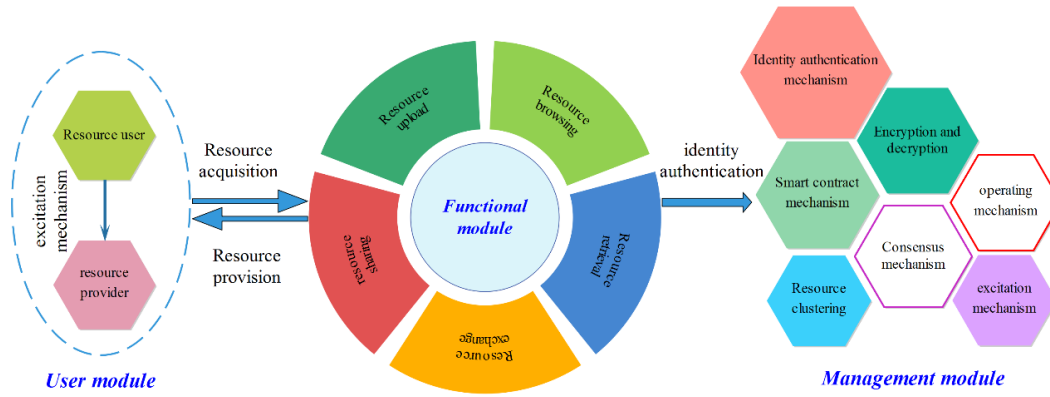 Resource user
excitation
mechanism
resource
provider
User module
Resource
acquisition
Resource
provision
Resource
upload
Resource
browsing
resource
sharing
Resource
retrieval
Resource
exchange
Functional
module
identity
authentication
Identity authentication
mechanism
Encryption and
decryption
Smart contract
mechanism
operating
mechanism
Consensus
mechanism
Resource
clustering
excitation
mechanism
Management module